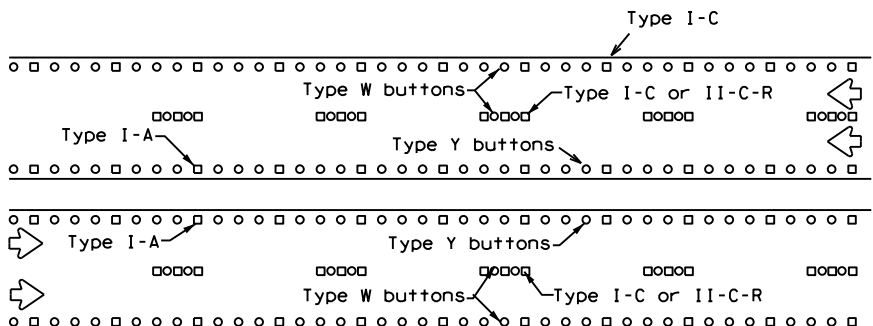 Type I-C
Type W buttons
Type I-C or II-C-R
Type I-A
Type Y buttons
Type I-A
Type Y buttons
Type W buttons
Type I-C or II-C-R